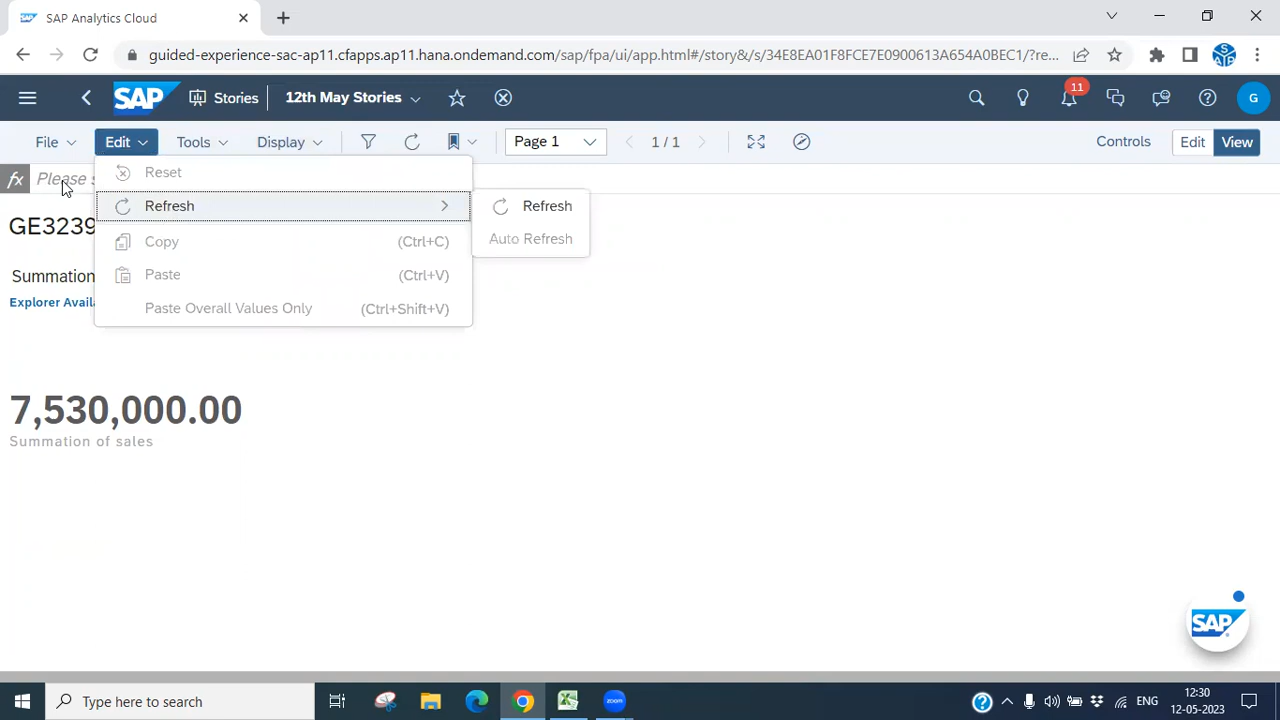 SAP Analytics Cloud
guided-experience-sac-ap11.cfapps.ap11.hana.ondemand.com/sap/fpa/ui/app.html#/story&/s/34E8EA01F8FCE7E0900613A654A0BEC1/?re...
SAP Stories 12th May Stories 11 G
File Edit Tools Display Page 1 1 / 1 Controls Edit View
fx Please s
Reset
GE3239
Refresh Refresh
Auto Refresh
Copy (Ctrl+C)
Summation
Paste (Ctrl+V)
Explorer Availa
Paste Overall Values Only (Ctrl+Shift+V)
7,530,000.00
Summation of sales
SAP
Type here to search
zoom
ENG
12:30
12-05-2023